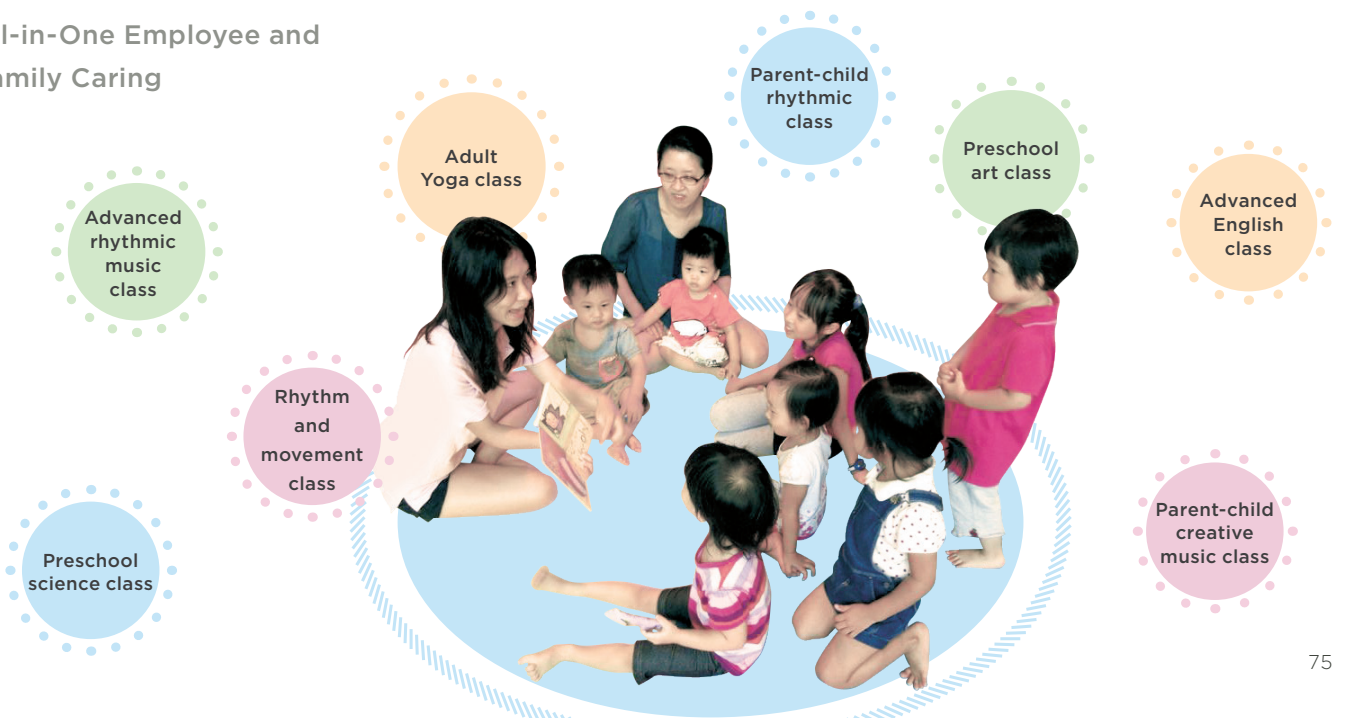 l-in-One Employee and
amily Caring
Parent-child
rhythmic
class
Adult
Yoga class
Preschool
art class
Advanced
English
class
Advanced
rhythmic
music
class
Rhythm
and
movement
class
Preschool
science class
Parent-child
creative
music class
75